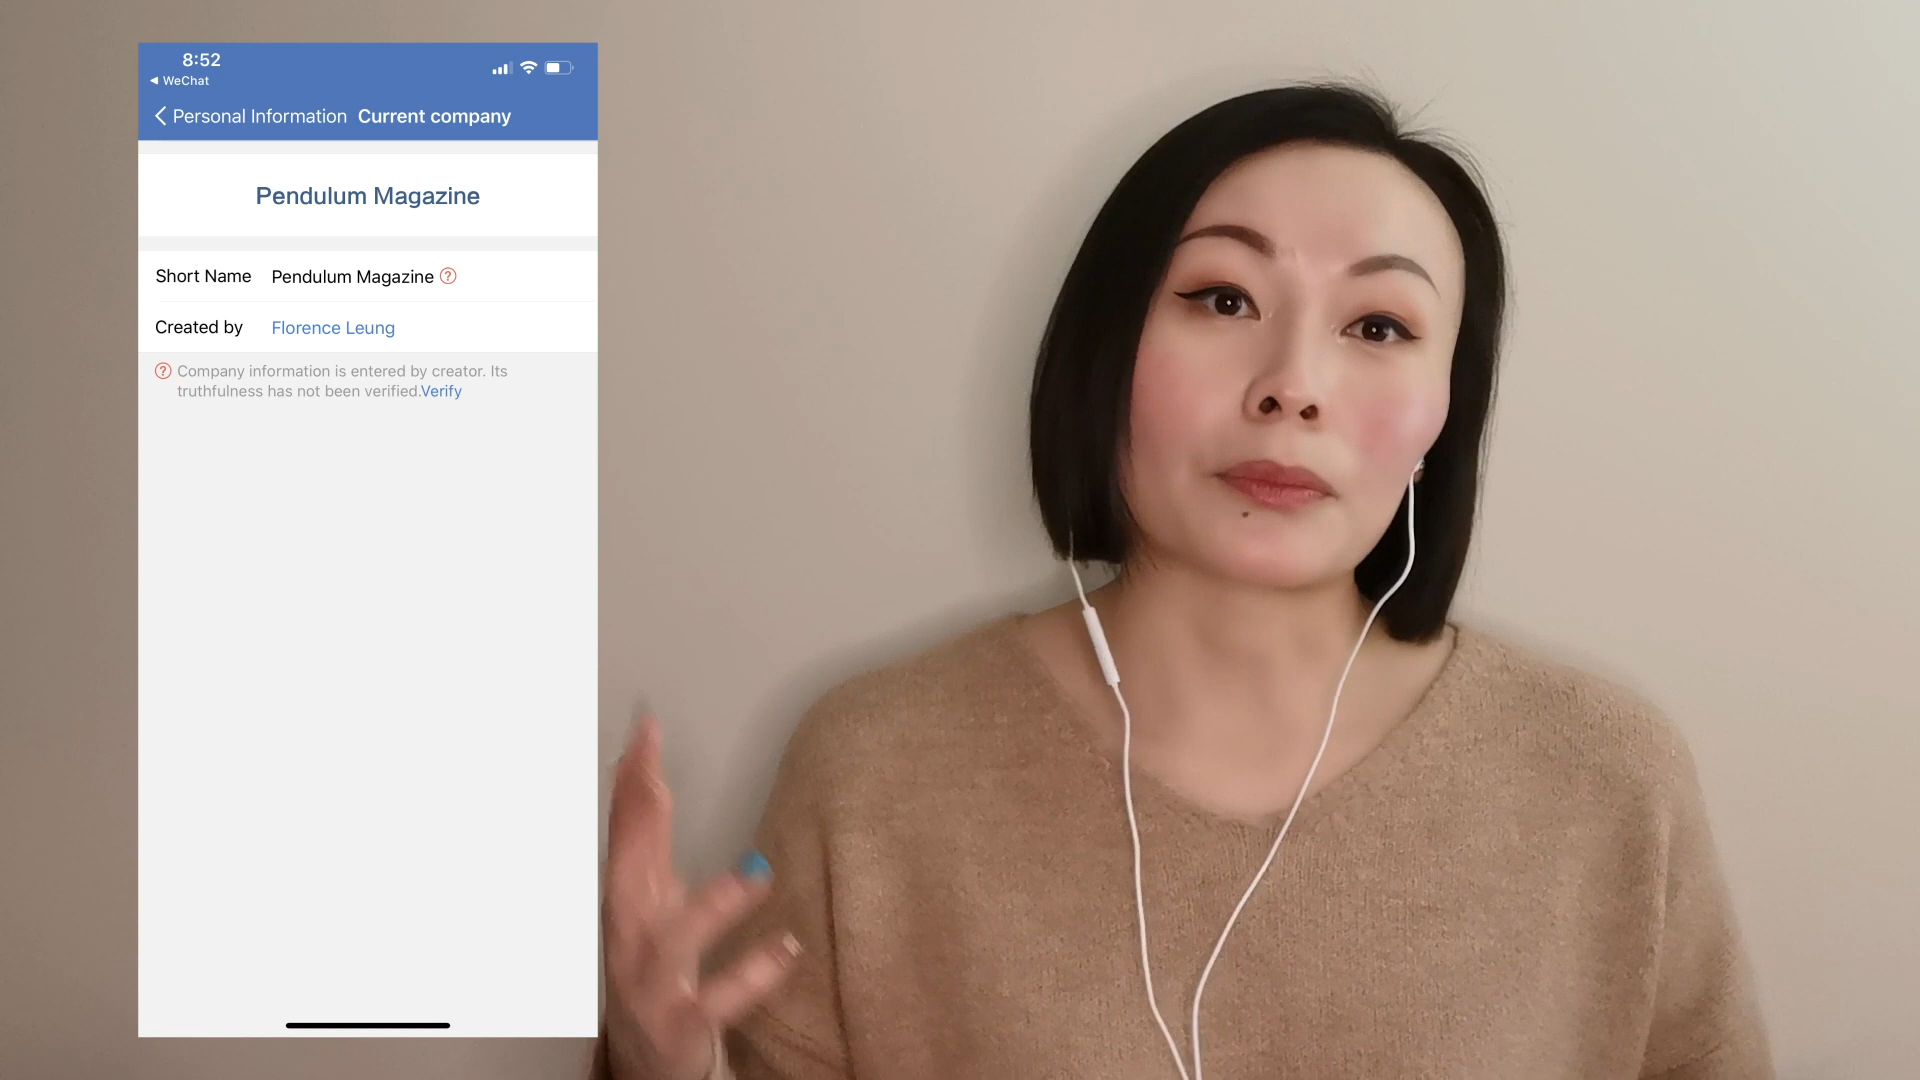 8:52
◀ WeChat
Personal Information Current company
Pendulum Magazine
Short Name Pendulum Magazine ?
Created by Florence Leung
? Company information is entered by creator. Its
truthfulness has not been verified.Verify